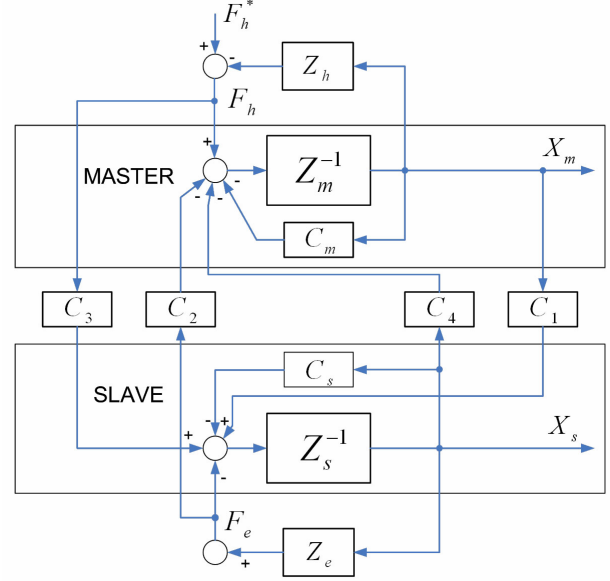 F_h^*
+
-
Z_h
F_h
+
MASTER
Z_m^{-1}
X_m
-
-
-
C_m
C_3
C_2
C_4
C_1
C_s
SLAVE
-
+
+
Z_s^{-1}
X_s
-
F_e
+
Z_e